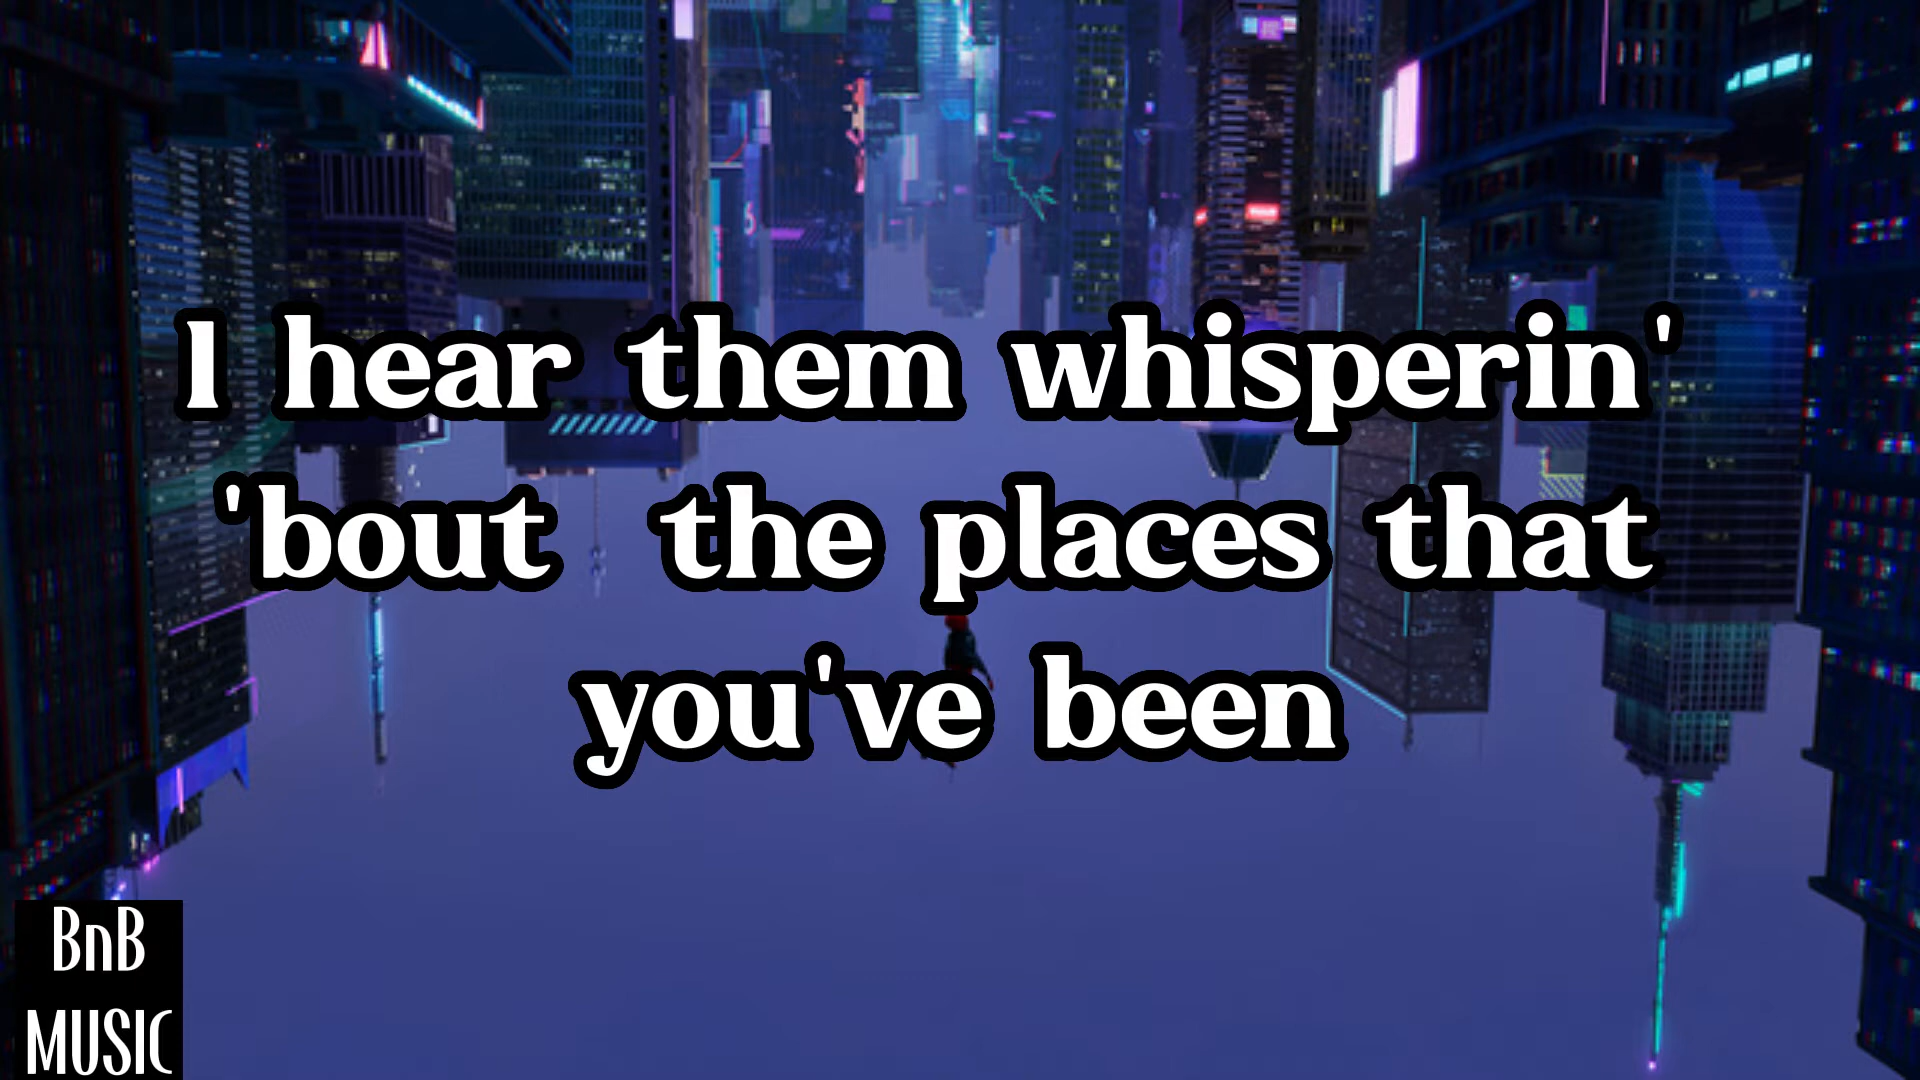 I hear them whisperin'
'bout  the places that
you've been
BnB
MUSIC